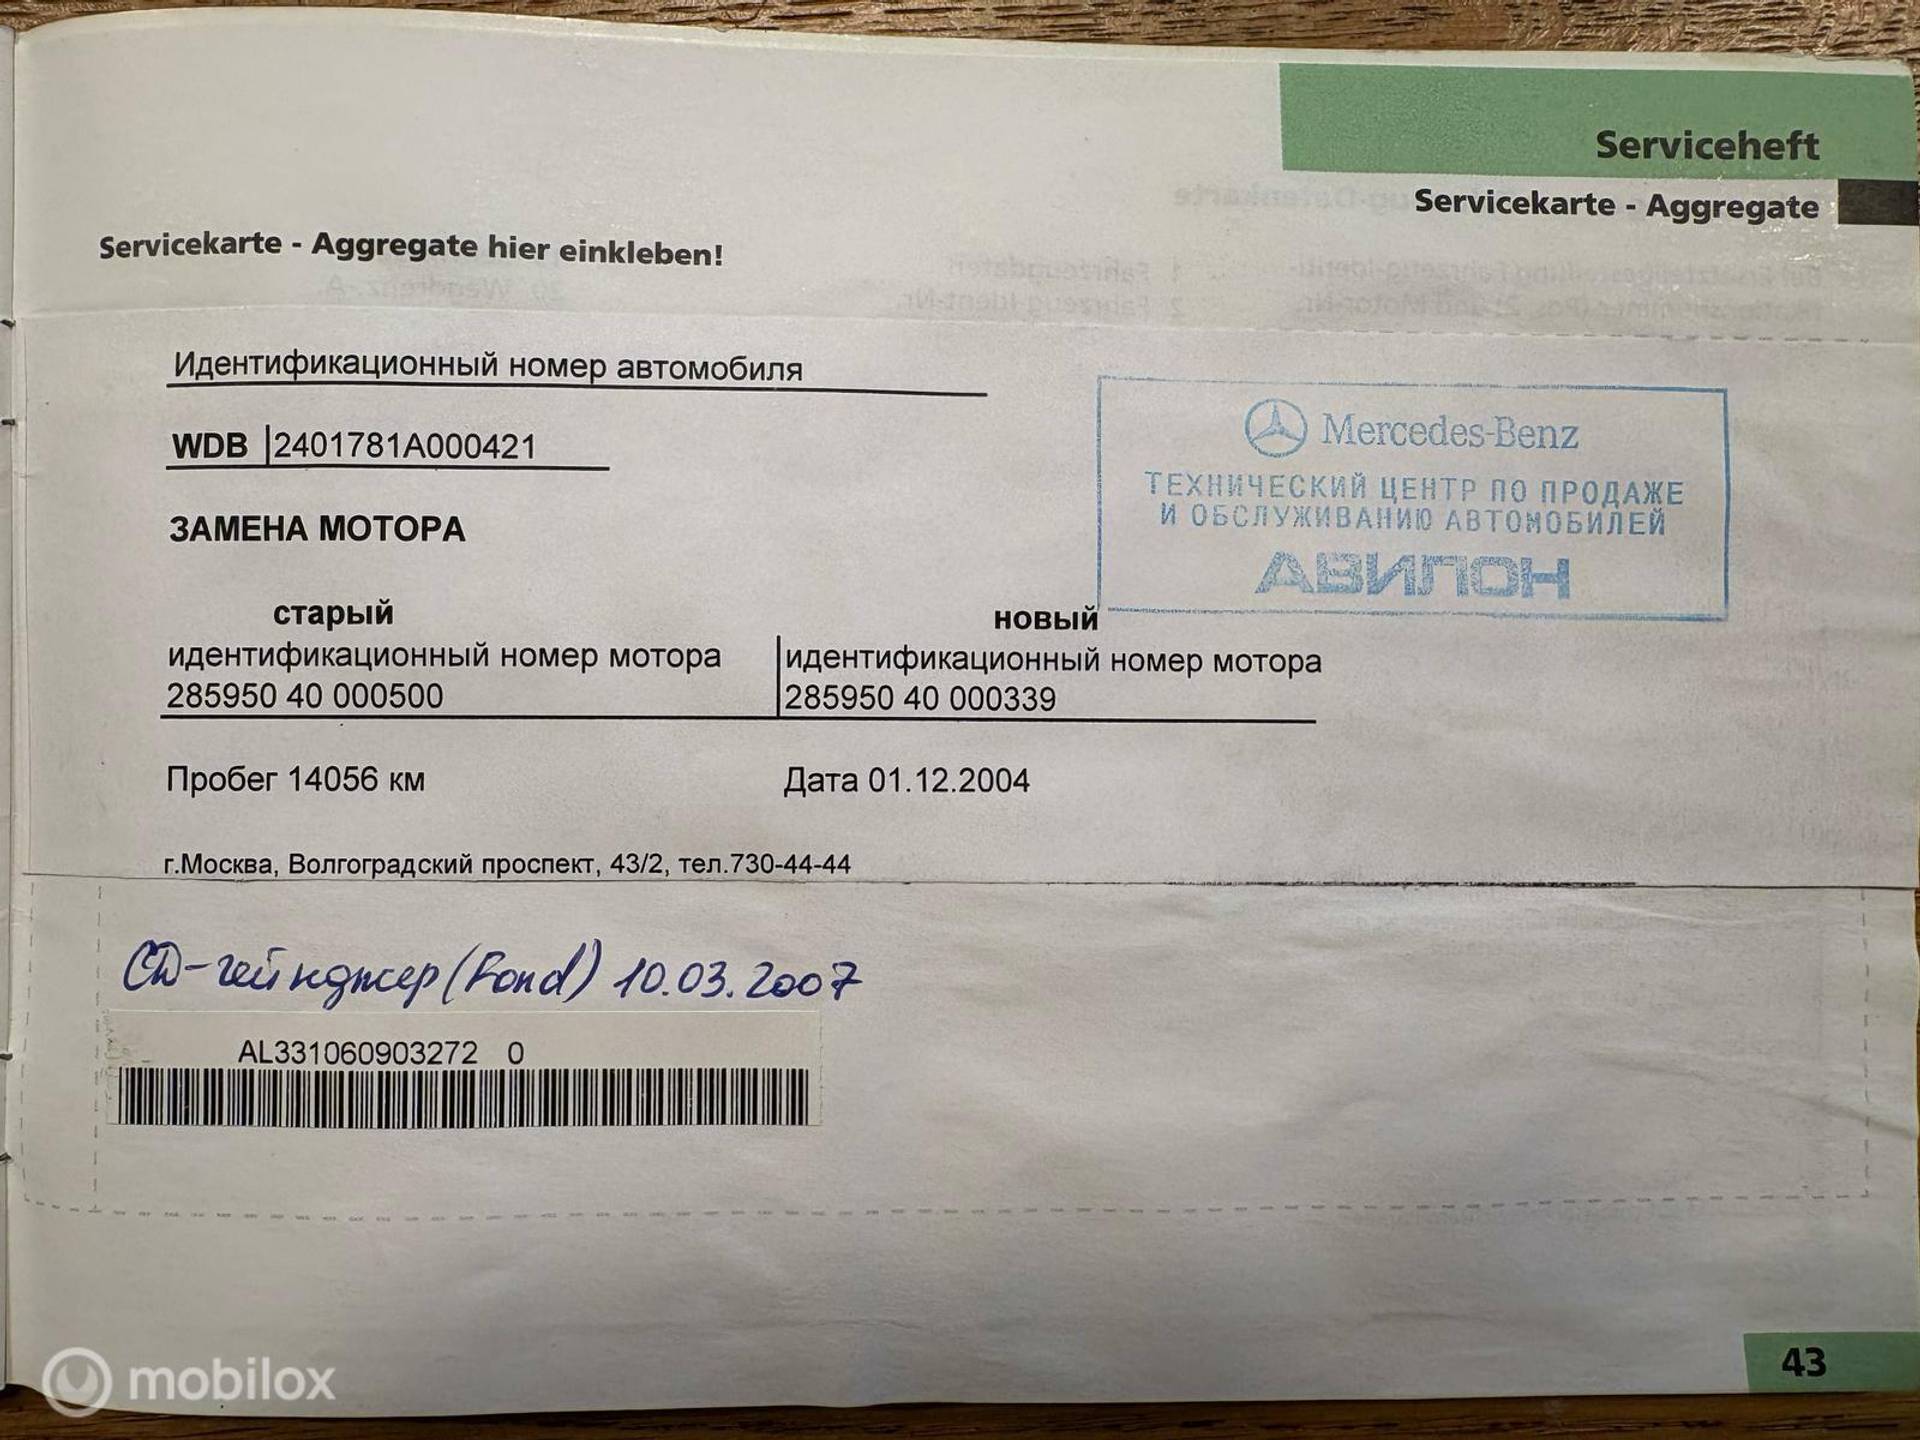 Serviceheft
Servicekarte - Aggregate
Servicekarte - Aggregate hier einkleben!
Идентификационный номер автомобиля
WDB 2401781A000421
Mercedes-Benz
ТЕХНИЧЕСКИЙ ЦЕНТР ПО ПРОДАЖЕ
И ОБСЛУЖИВАНИЮ АВТОМОБИЛЕЙ
АВИЛОН
ЗАМЕНА МОТОРА
старый новый
идентификационный номер мотора идентификационный номер мотора
285950 40 000500 285950 40 000339
Пробег 14056 км Дата 01.12.2004
г.Москва, Волгоградский проспект, 43/2, тел.730-44-44
CD-чейнджер (Fond) 10.03.2007
AL331060903272 0
43
mobilox